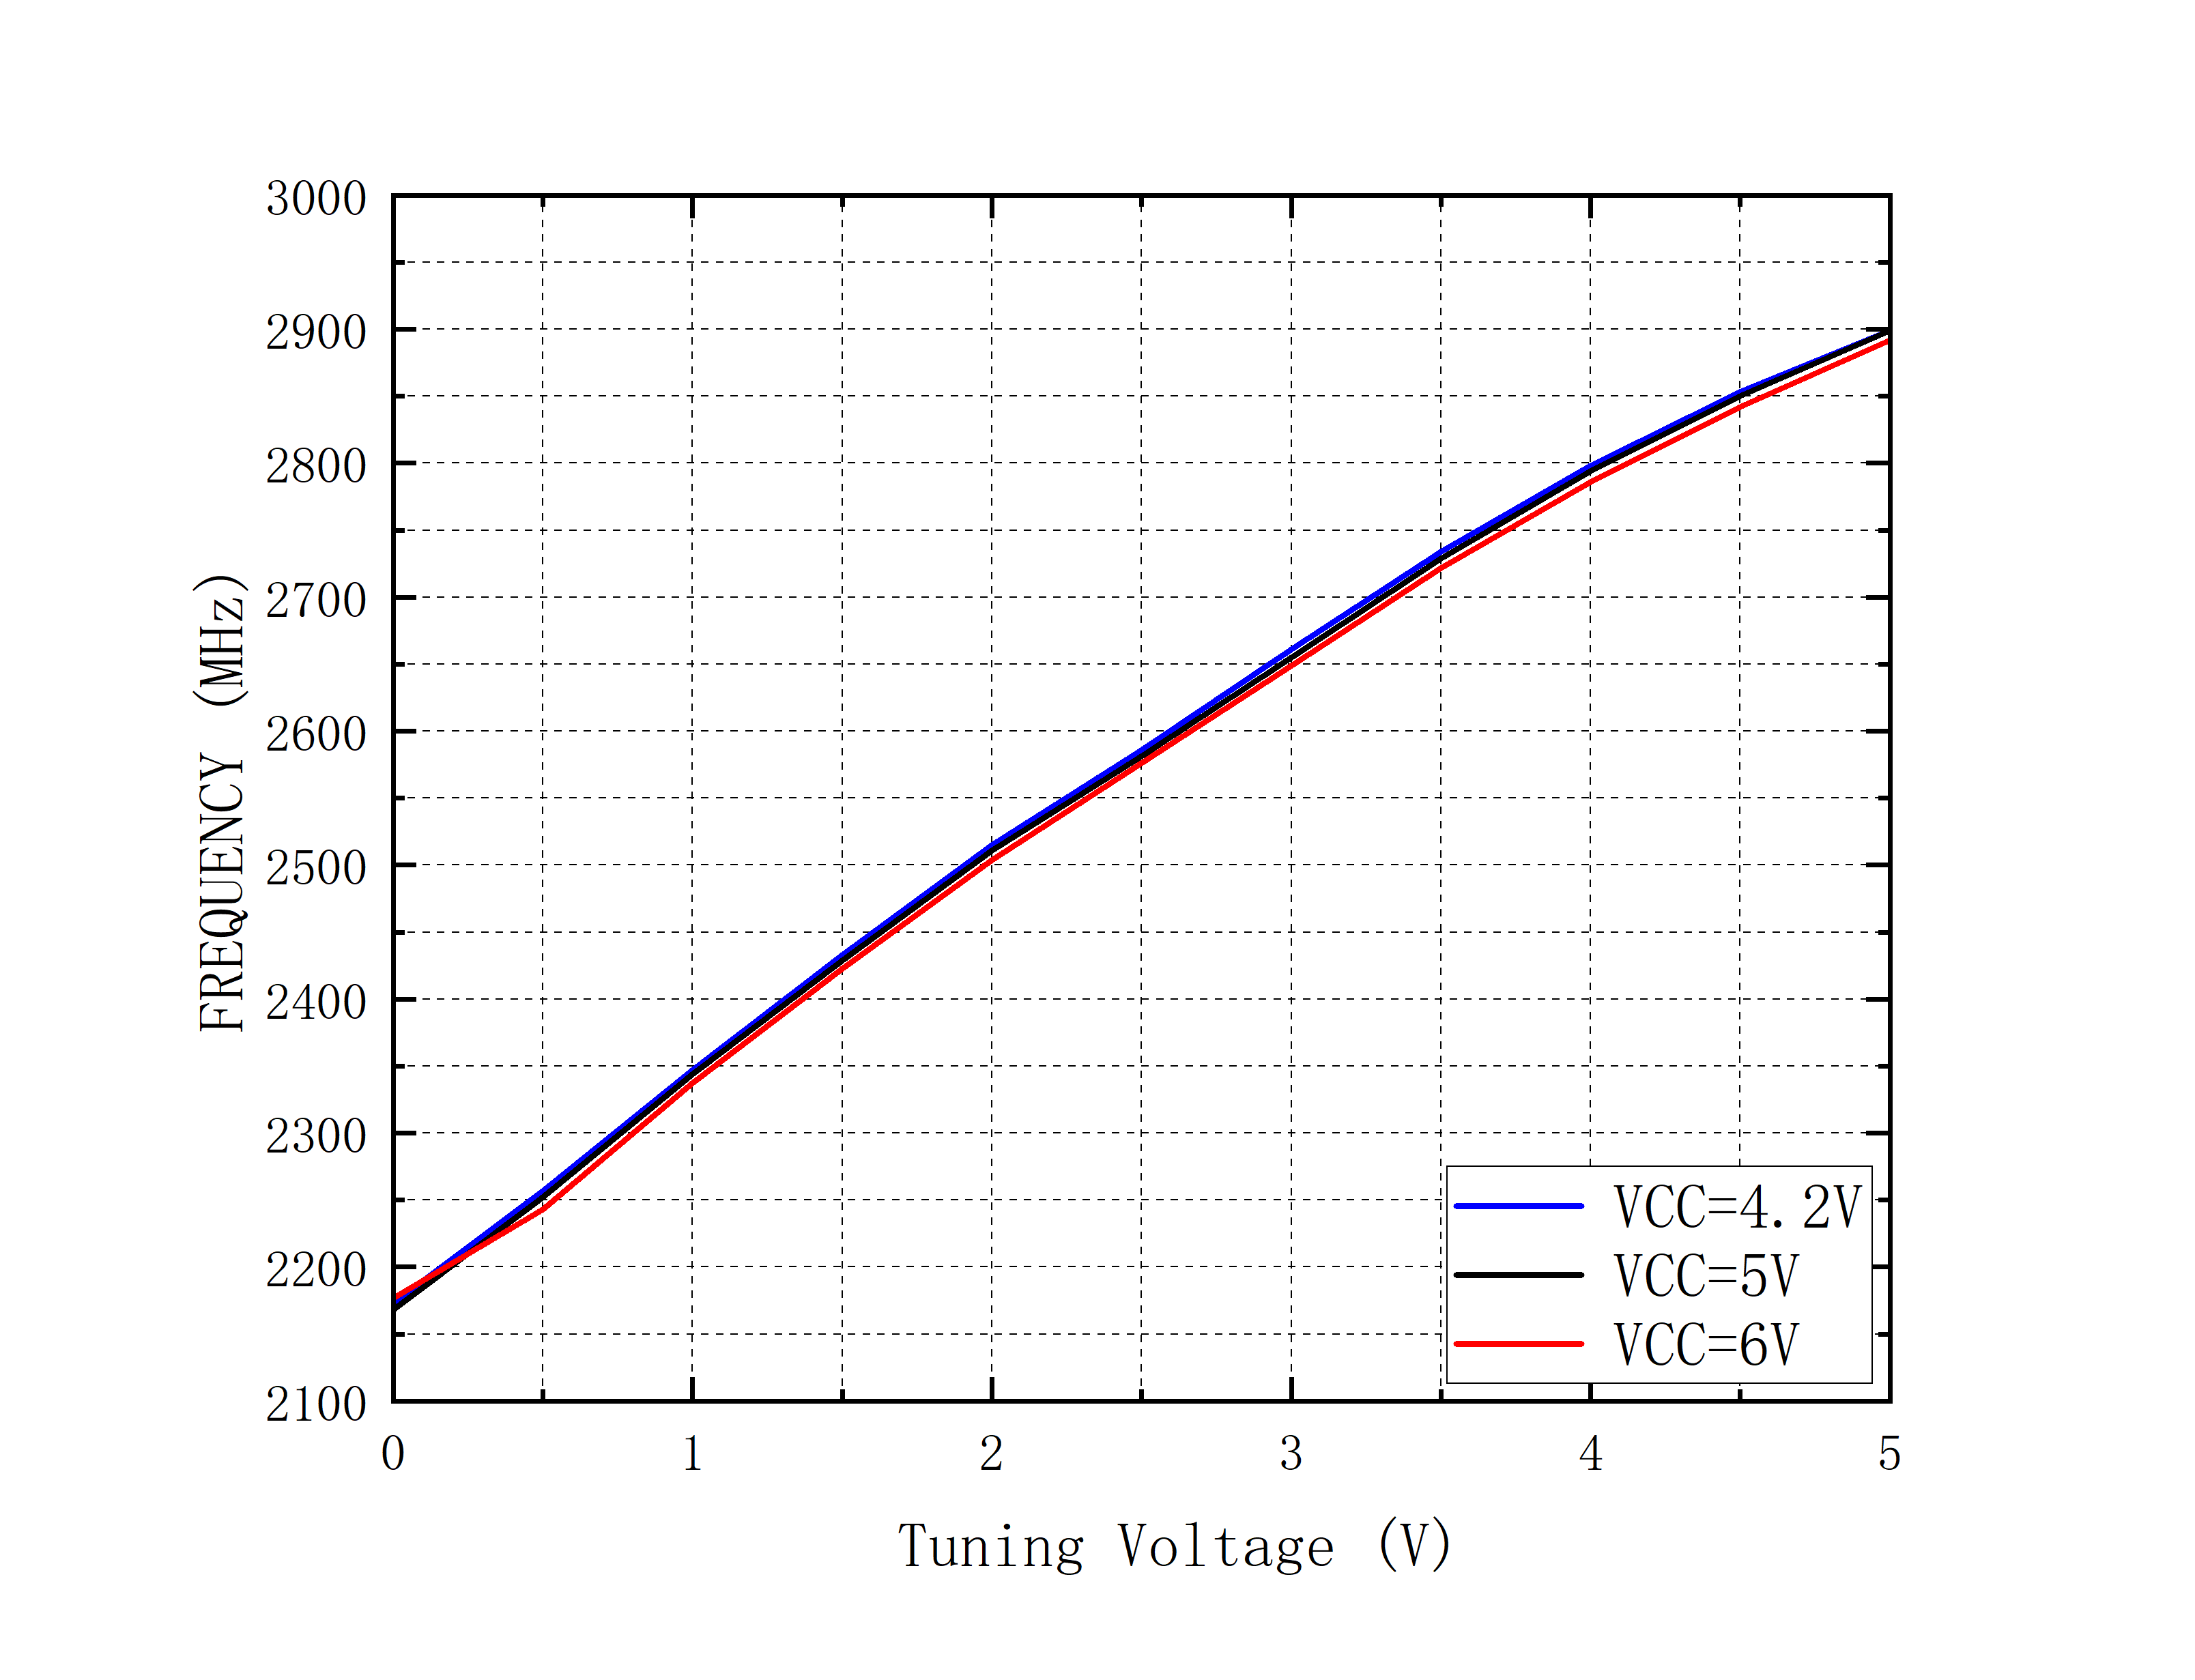 3000
2900
2800
2700
2600
2500
2400
2300
2200
2100
FREQUENCY (MHz)
0 1 2 3 4 5
Tuning Voltage (V)
VCC=4.2V
VCC=5V
VCC=6V